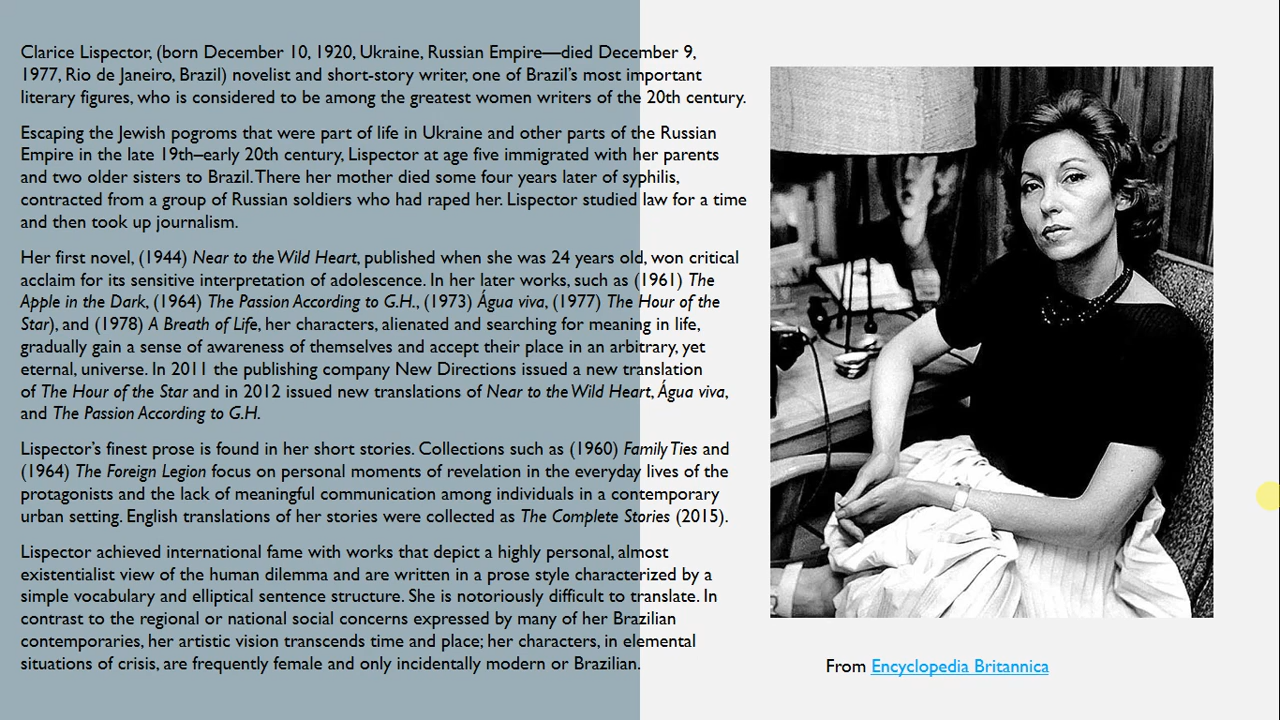 Clarice Lispector, (born December 10, 1920, Ukraine, Russian Empire—died December 9,
1977, Rio de Janeiro, Brazil) novelist and short-story writer, one of Brazil’s most important
literary figures, who is considered to be among the greatest women writers of the 20th century.
Escaping the Jewish pogroms that were part of life in Ukraine and other parts of the Russian
Empire in the late 19th–early 20th century, Lispector at age five immigrated with her parents
and two older sisters to Brazil. There her mother died some four years later of syphilis,
contracted from a group of Russian soldiers who had raped her. Lispector studied law for a time
and then took up journalism.
Her first novel, (1944) Near to the Wild Heart, published when she was 24 years old, won critical
acclaim for its sensitive interpretation of adolescence. In her later works, such as (1961) The
Apple in the Dark, (1964) The Passion According to G.H., (1973) Água viva, (1977) The Hour of the
Star), and (1978) A Breath of Life, her characters, alienated and searching for meaning in life,
gradually gain a sense of awareness of themselves and accept their place in an arbitrary, yet
eternal, universe. In 2011 the publishing company New Directions issued a new translation
of The Hour of the Star and in 2012 issued new translations of Near to the Wild Heart, Água viva,
and The Passion According to G.H.
Lispector’s finest prose is found in her short stories. Collections such as (1960) Family Ties and
(1964) The Foreign Legion focus on personal moments of revelation in the everyday lives of the
protagonists and the lack of meaningful communication among individuals in a contemporary
urban setting. English translations of her stories were collected as The Complete Stories (2015).
Lispector achieved international fame with works that depict a highly personal, almost
existentialist view of the human dilemma and are written in a prose style characterized by a
simple vocabulary and elliptical sentence structure. She is notoriously difficult to translate. In
contrast to the regional or national social concerns expressed by many of her Brazilian
contemporaries, her artistic vision transcends time and place; her characters, in elemental
situations of crisis, are frequently female and only incidentally modern or Brazilian.
From Encyclopedia Britannica